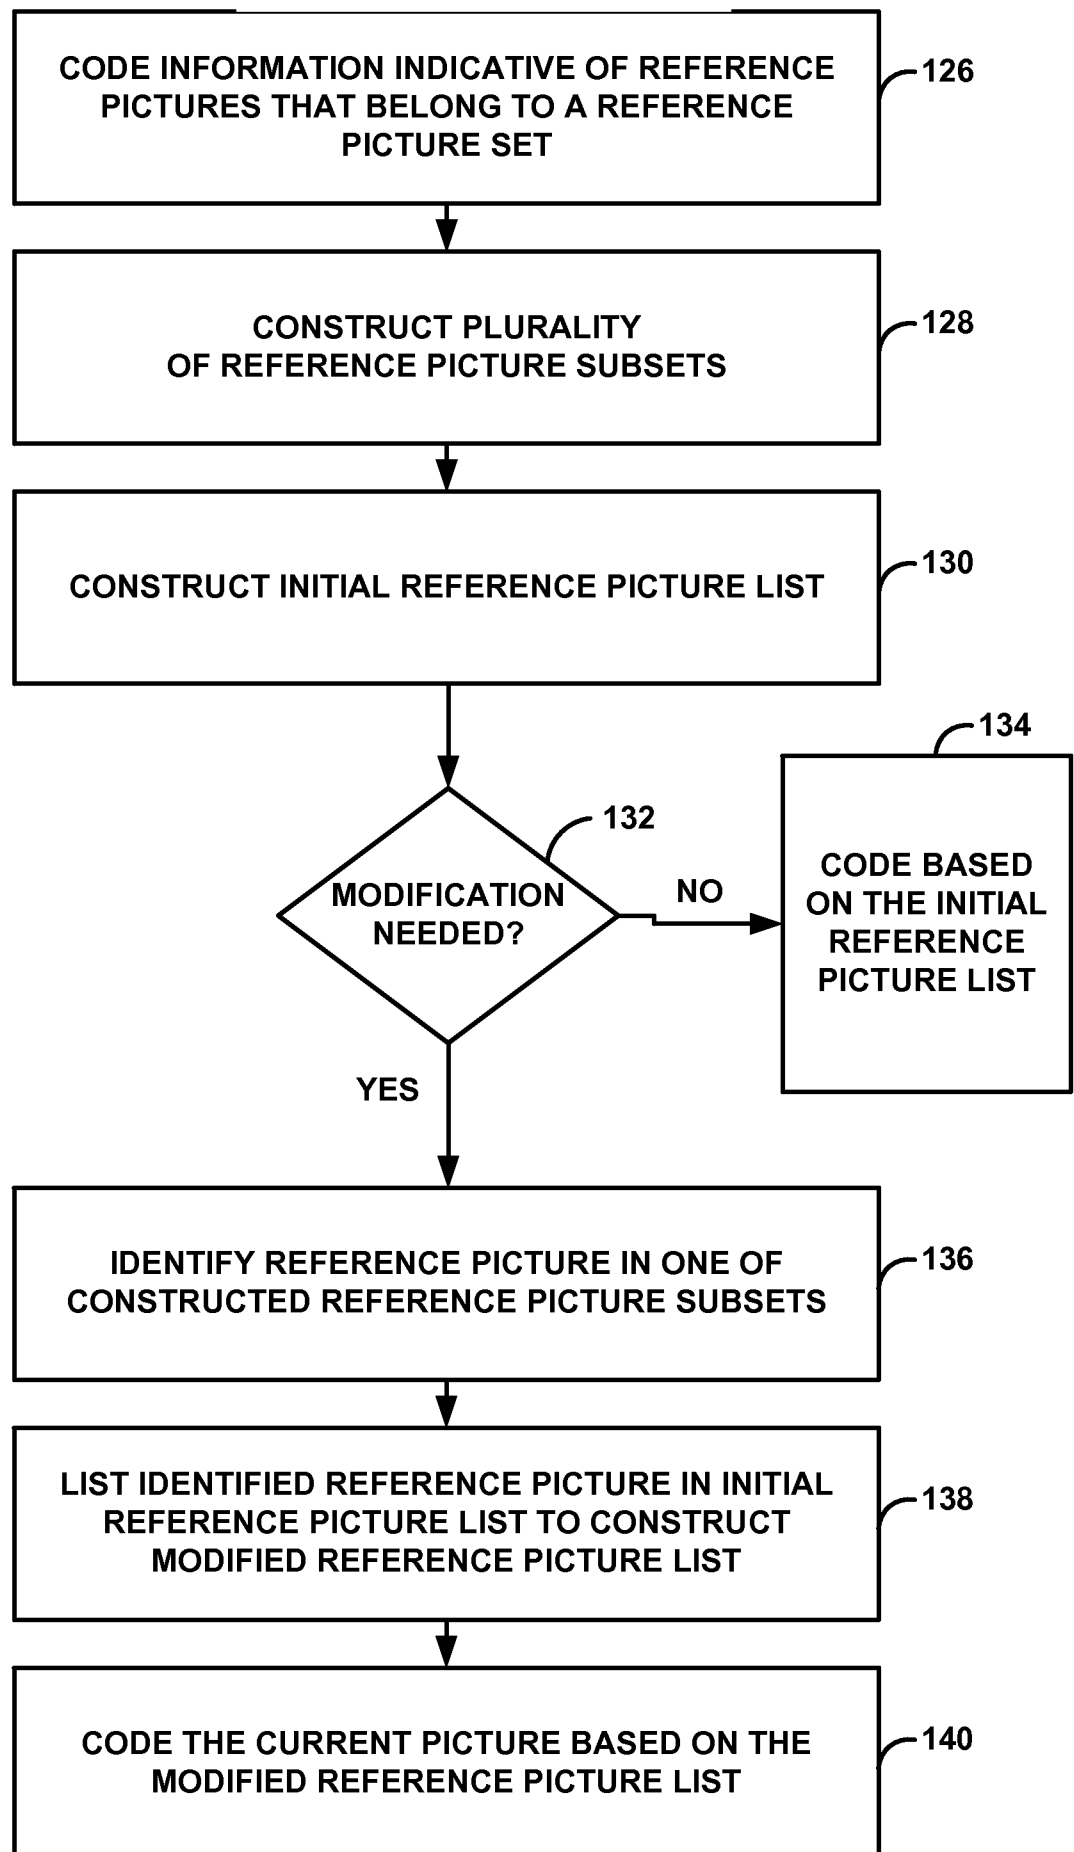 CODE INFORMATION INDICATIVE OF REFERENCE
PICTURES THAT BELONG TO A REFERENCE
PICTURE SET
126
CONSTRUCT PLURALITY
OF REFERENCE PICTURE SUBSETS
128
CONSTRUCT INITIAL REFERENCE PICTURE LIST
130
MODIFICATION
NEEDED?
132
NO
134
CODE BASED
ON THE INITIAL
REFERENCE
PICTURE LIST
YES
IDENTIFY REFERENCE PICTURE IN ONE OF
CONSTRUCTED REFERENCE PICTURE SUBSETS
136
LIST IDENTIFIED REFERENCE PICTURE IN INITIAL
REFERENCE PICTURE LIST TO CONSTRUCT
MODIFIED REFERENCE PICTURE LIST
138
CODE THE CURRENT PICTURE BASED ON THE
MODIFIED REFERENCE PICTURE LIST
140